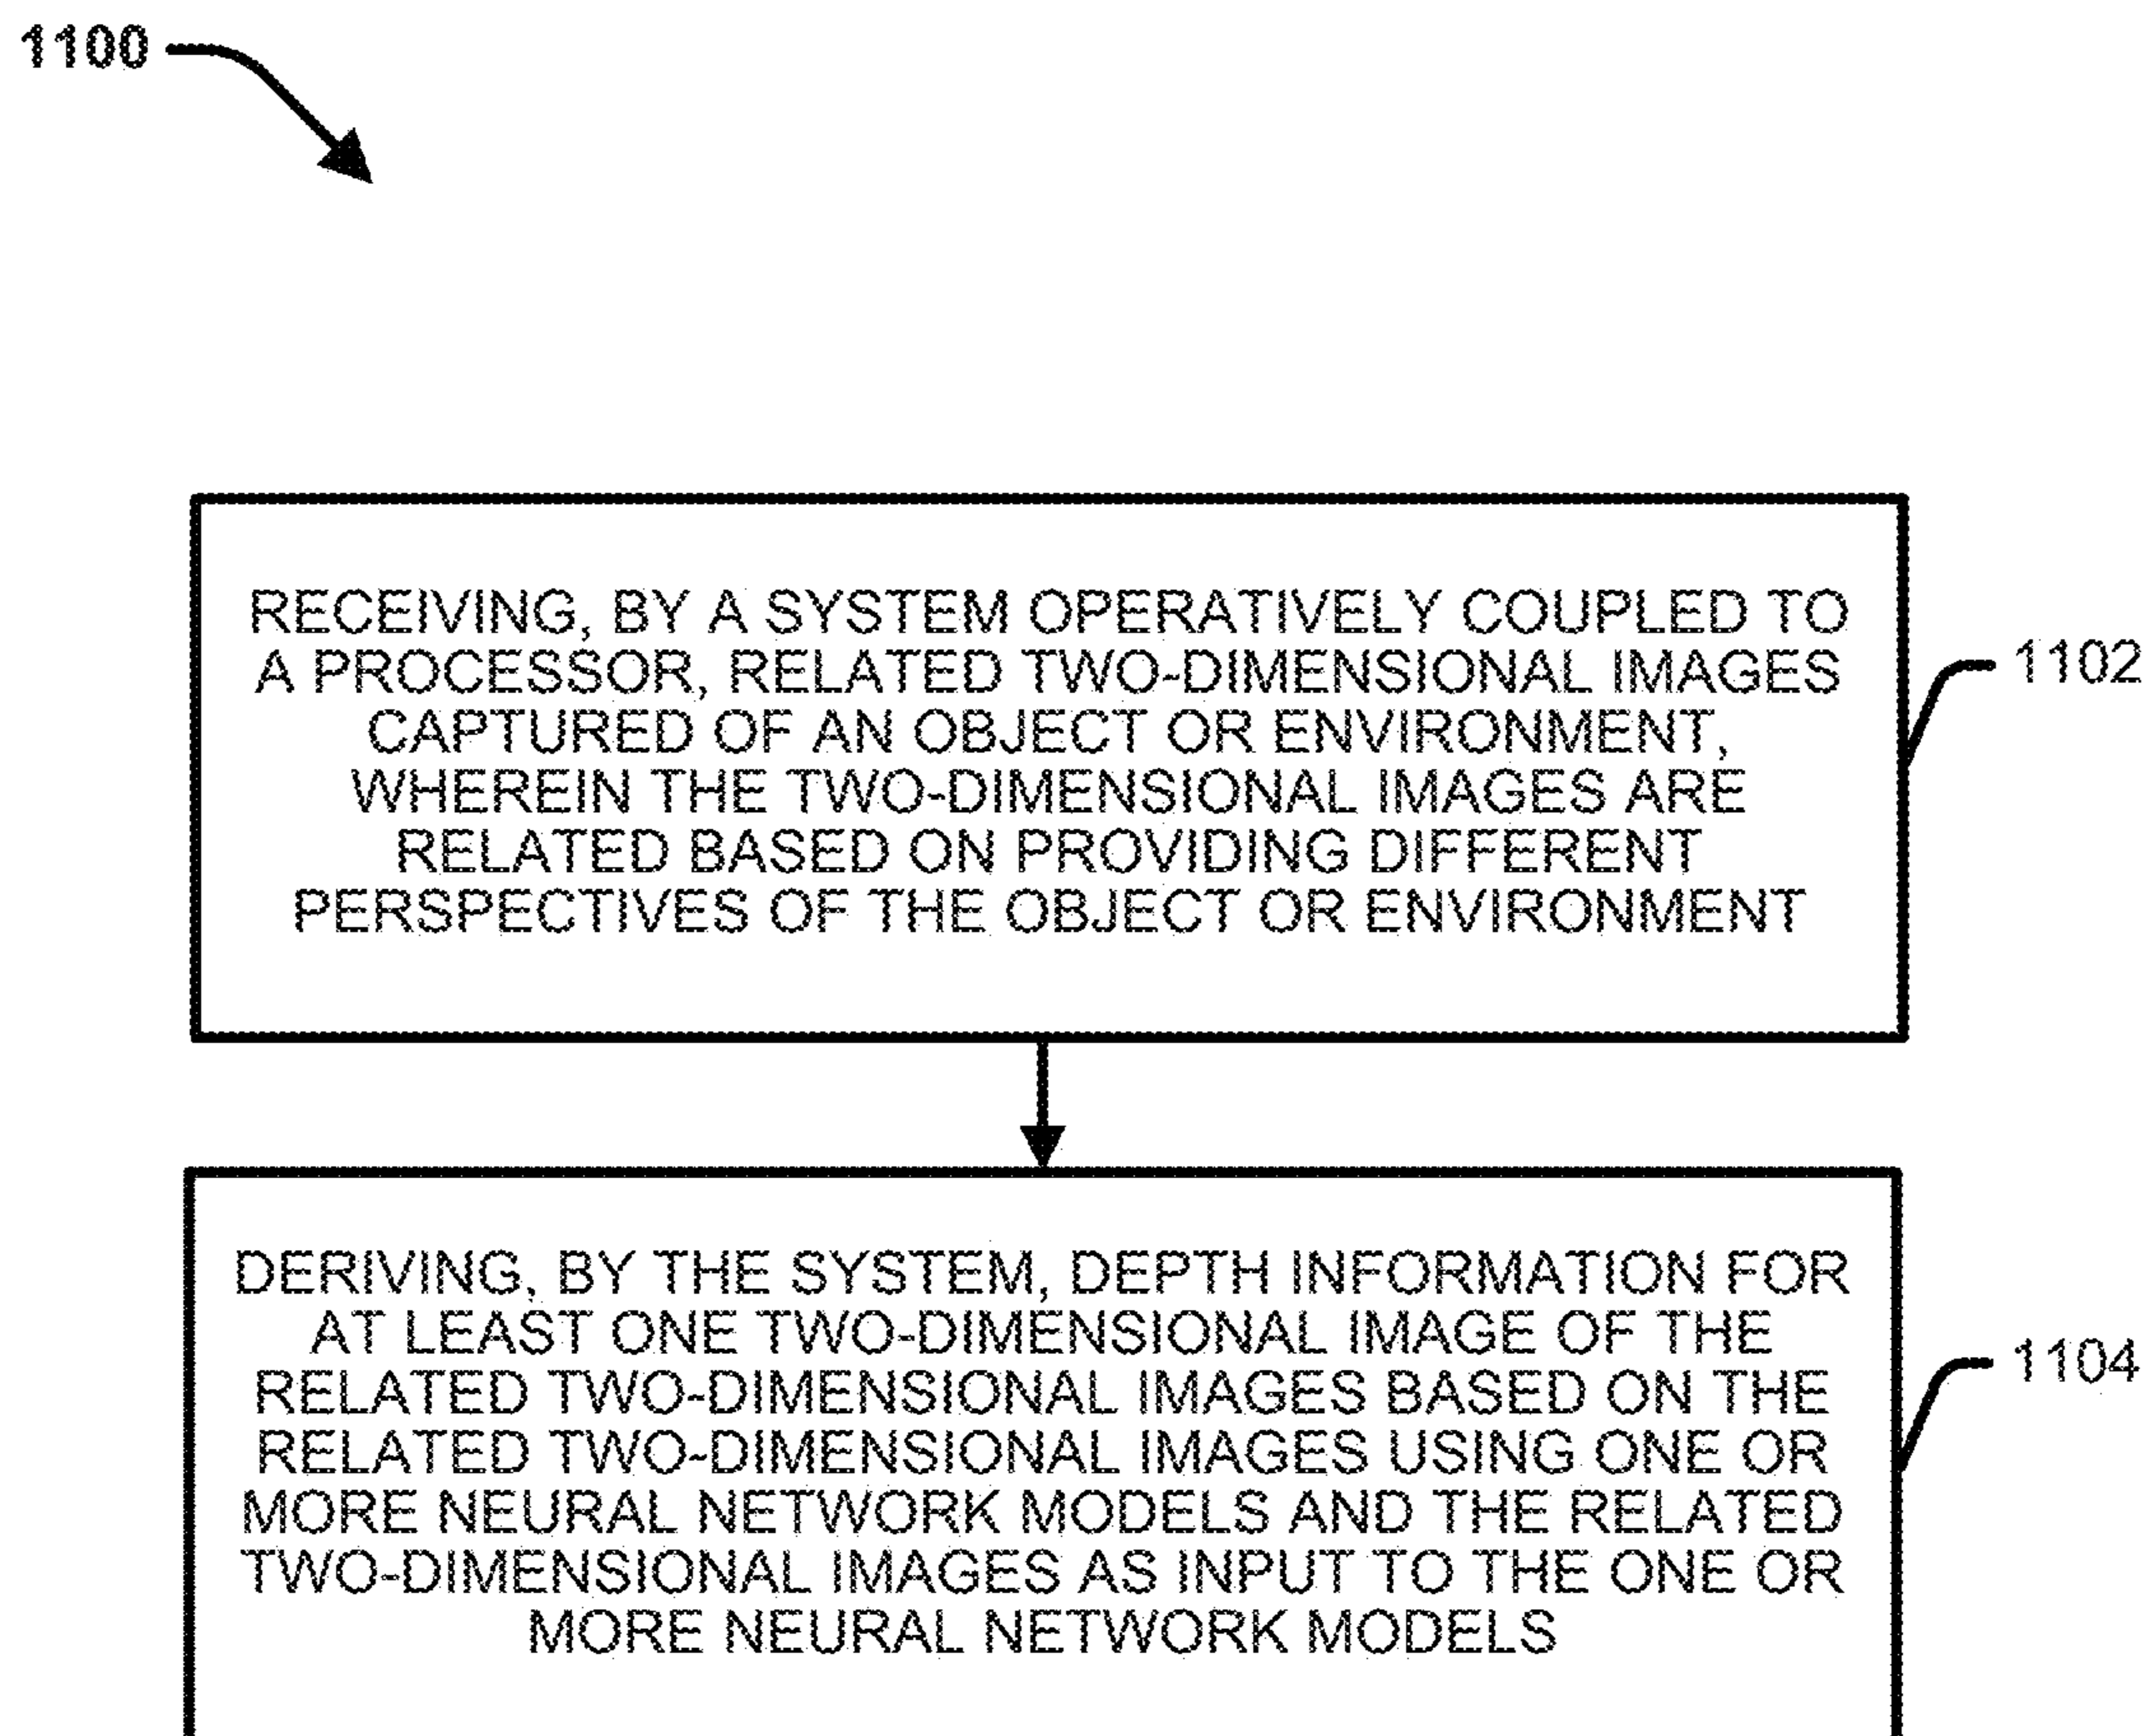 1100
RECEIVING, BY A SYSTEM OPERATIVELY COUPLED TO
A PROCESSOR, RELATED TWO-DIMENSIONAL IMAGES
CAPTURED OF AN OBJECT OR ENVIRONMENT,
WHEREIN THE TWO-DIMENSIONAL IMAGES ARE
RELATED BASED ON PROVIDING DIFFERENT
PERSPECTIVES OF THE OBJECT OR ENVIRONMENT
1102
DERIVING, BY THE SYSTEM, DEPTH INFORMATION FOR
AT LEAST ONE TWO-DIMENSIONAL IMAGE OF THE
RELATED TWO-DIMENSIONAL IMAGES BASED ON THE
RELATED TWO-DIMENSIONAL IMAGES USING ONE OR
MORE NEURAL NETWORK MODELS AND THE RELATED
TWO-DIMENSIONAL IMAGES AS INPUT TO THE ONE OR
MORE NEURAL NETWORK MODELS
1104